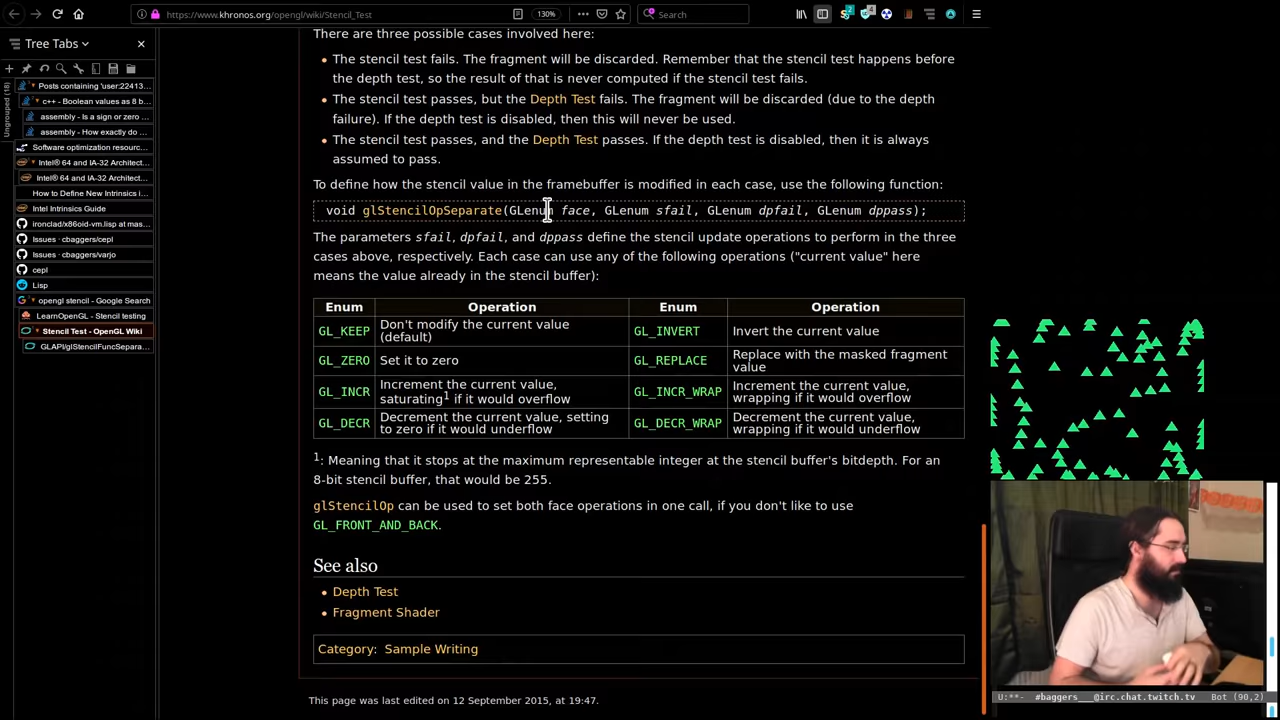 https://www.khronos.org/opengl/wiki/Stencil_Test
130%
Search
2
4
Tree Tabs
Ungrouped (18)
Posts containing 'user:22413...
c++ - Boolean values as 8 b...
assembly - Is a sign or zero ...
assembly - How exactly do ...
Software optimization resourc...
Intel® 64 and IA-32 Architect...
Intel® 64 and IA-32 Architect...
How to Define New Intrinsics i
Intel Intrinsics Guide
ironclad/x86oid-vm.lisp at mast
Issues · cbaggers/cepl
Issues · cbaggers/varjo
cepl
Lisp
opengl stencil - Google Search
LearnOpenGL - Stencil testing
Stencil Test - OpenGL Wiki
GLAPI/glStencilFuncSepara...
There are three possible cases involved here:
The stencil test fails. The fragment will be discarded. Remember that the stencil test happens before
the depth test, so the result of that is never computed if the stencil test fails.
The stencil test passes, but the Depth Test fails. The fragment will be discarded (due to the depth
failure). If the depth test is disabled, then this will never be used.
The stencil test passes, and the Depth Test passes. If the depth test is disabled, then it is always
assumed to pass.
To define how the stencil value in the framebuffer is modified in each case, use the following function:
void glStencilOpSeparate(GLenum face, GLenum sfail, GLenum dpfail, GLenum dppass);
The parameters sfail, dpfail, and dppass define the stencil update operations to perform in the three
cases above, respectively. Each case can use any of the following operations ("current value" here
means the value already in the stencil buffer):
Enum Operation Enum Operation
GL_KEEP Don't modify the current value (default) GL_INVERT Invert the current value
GL_ZERO Set it to zero GL_REPLACE Replace with the masked fragment value
GL_INCR Increment the current value, saturating1 if it would overflow GL_INCR_WRAP Increment the current value, wrapping if it would overflow
GL_DECR Decrement the current value, setting to zero if it would underflow GL_DECR_WRAP Decrement the current value, wrapping if it would underflow
1: Meaning that it stops at the maximum representable integer at the stencil buffer's bitdepth. For an
8-bit stencil buffer, that would be 255.
glStencilOp can be used to set both face operations in one call, if you don't like to use
GL_FRONT_AND_BACK.
See also
Depth Test
Fragment Shader
Category: Sample Writing
This page was last edited on 12 September 2015, at 19:47.
U:**- #baggers___@irc.chat.twitch.tv Bot (90,2)